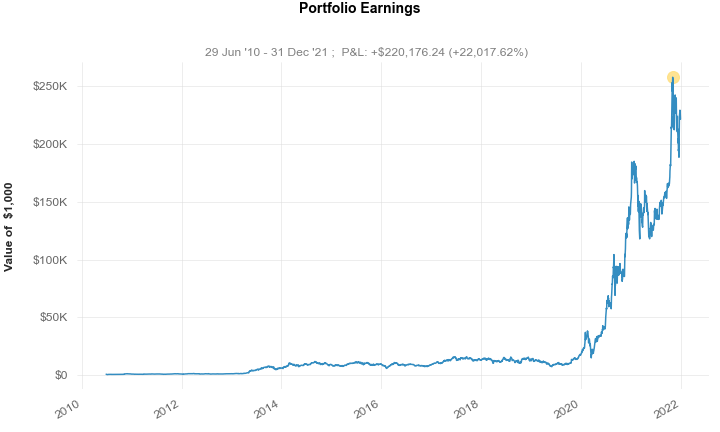 Portfolio Earnings
29 Jun '10 - 31 Dec '21 ; P&L: +$220,176.24 (+22,017.62%)
Value of $1,000
$250K
$200K
$150K
$100K
$50K
$0
2010
2012
2014
2016
2018
2020
2022